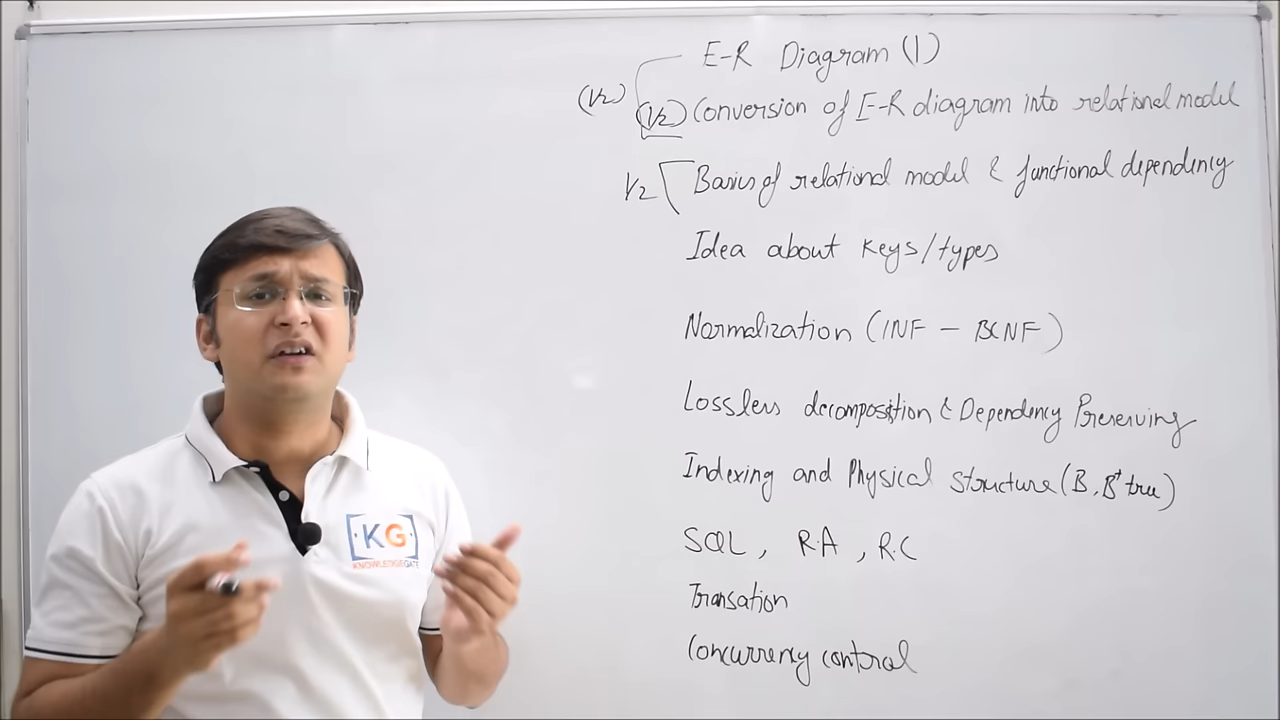 E-R Diagram (1)
(1/2) (1/2) Conversion of E-R diagram into relational model
1/2 Basics of relational model & functional dependency
Idea about keys/types
Normalization (1NF - BCNF)
Lossless decomposition & Dependency Preserving
Indexing and Physical structure (B, B+ tree)
SQL, R.A, R.C
Transation
Concurrency control
KG
KNOWLEDGEGATE